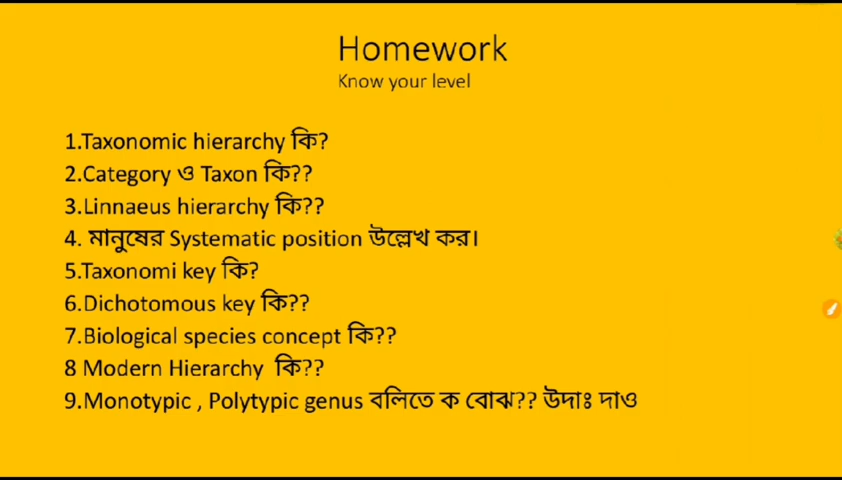 Homework
Know your level
1.Taxonomic hierarchy কি?
2.Category ও Taxon কি??
3.Linnaeus hierarchy কি??
4. মানুষের Systematic position উল্লেখ কর।
5.Taxonomi key কি?
6.Dichotomous key কি??
7.Biological species concept কি??
8 Modern Hierarchy কি??
9.Monotypic , Polytypic genus বলিতে ক বোঝ?? উদাঃ দাও